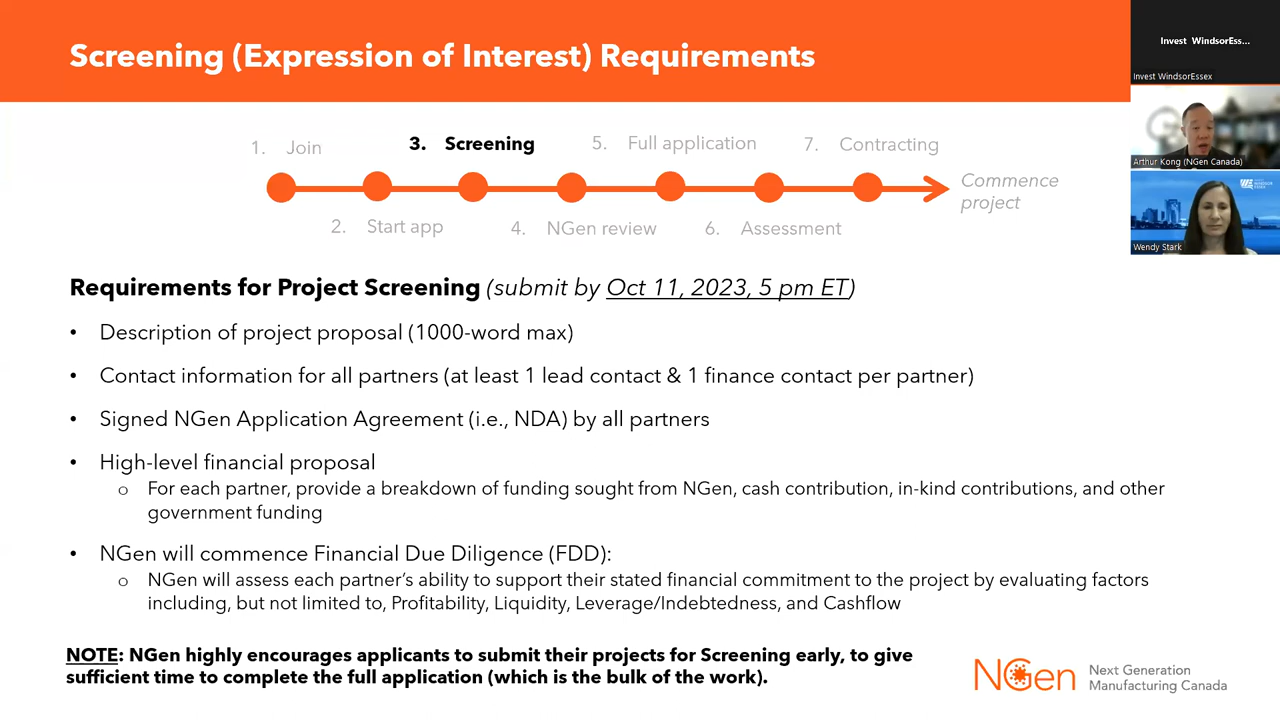 Screening (Expression of Interest) Requirements
Invest WindsorEss...
Invest WindsorEssex
Arthur Kong (NGen Canada)
Wendy Stark
1. Join
3. Screening
5. Full application
7. Contracting
Commence
project
2. Start app
4. NGen review
6. Assessment
Requirements for Project Screening (submit by Oct 11, 2023, 5 pm ET)
• Description of project proposal (1000-word max)
• Contact information for all partners (at least 1 lead contact & 1 finance contact per partner)
• Signed NGen Application Agreement (i.e., NDA) by all partners
• High-level financial proposal
o For each partner, provide a breakdown of funding sought from NGen, cash contribution, in-kind contributions, and other
government funding
• NGen will commence Financial Due Diligence (FDD):
o NGen will assess each partner’s ability to support their stated financial commitment to the project by evaluating factors
including, but not limited to, Profitability, Liquidity, Leverage/Indebtedness, and Cashflow
NOTE: NGen highly encourages applicants to submit their projects for Screening early, to give
sufficient time to complete the full application (which is the bulk of the work).
NGen
Next Generation
Manufacturing Canada